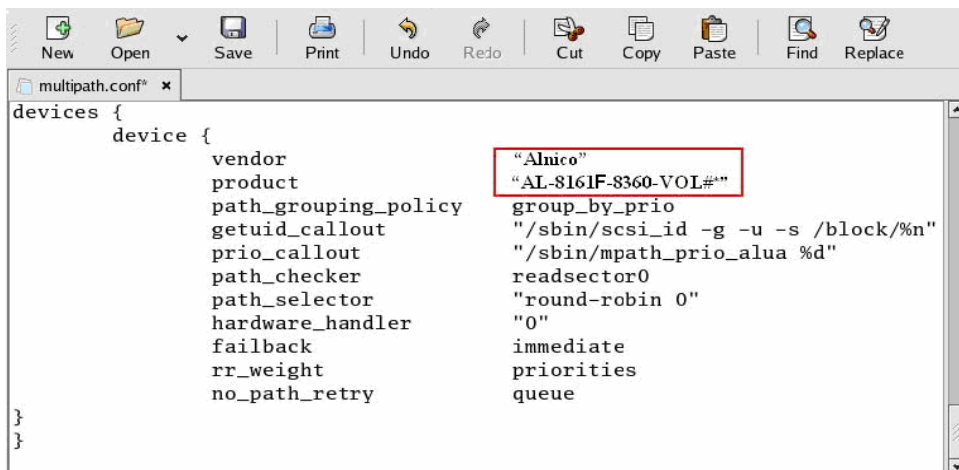 New Open Save Print Undo Redo Cut Copy Paste Find Replace
multipath.conf* ×
devices {
device {
vendor “Alnico”
product “AL-8161F-8360-VOL#*”
path_grouping_policy group_by_prio
getuid_callout "/sbin/scsi_id -g -u -s /block/%n"
prio_callout "/sbin/mpath_prio_alua %d"
path_checker readsector0
path_selector "round-robin 0"
hardware_handler "0"
failback immediate
rr_weight priorities
no_path_retry queue
}
}